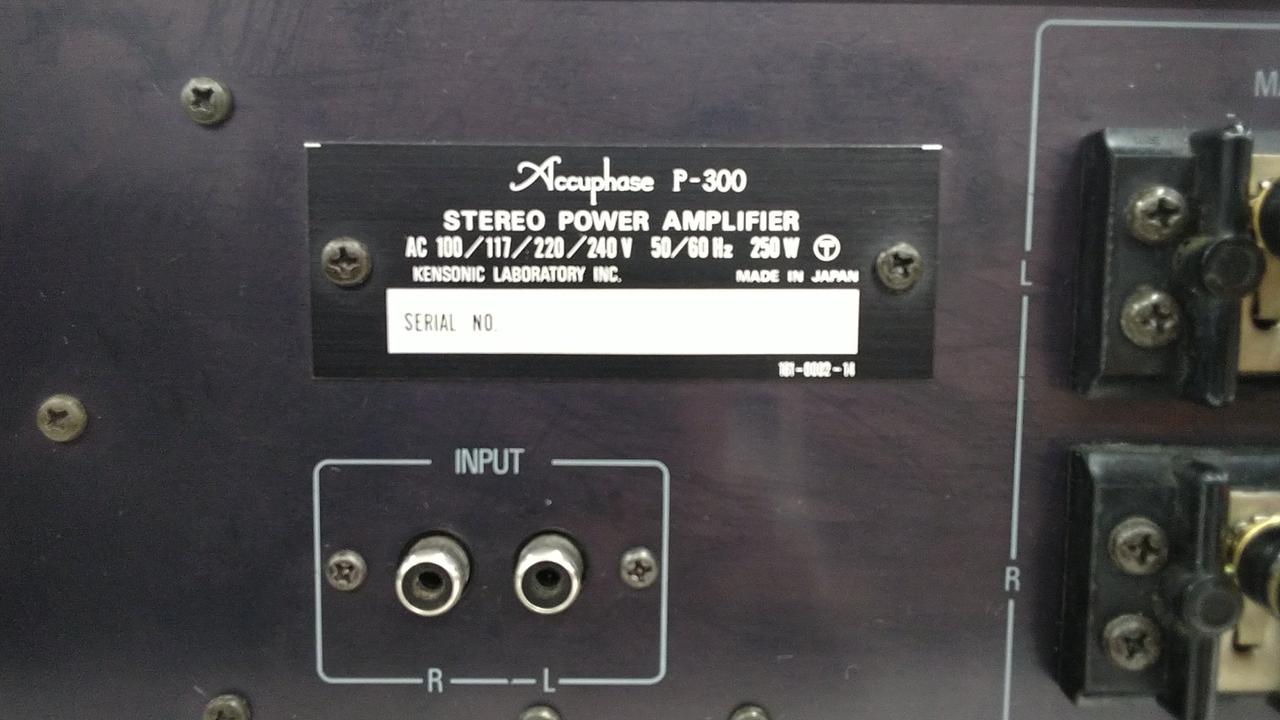 Accuphase P-300
STEREO POWER AMPLIFIER
AC 100/117/220/240 V 50/60 Hz 250 W T
KENSONIC LABORATORY INC. MADE IN JAPAN
SERIAL NO.
161-0002-14
INPUT
R L
L
R